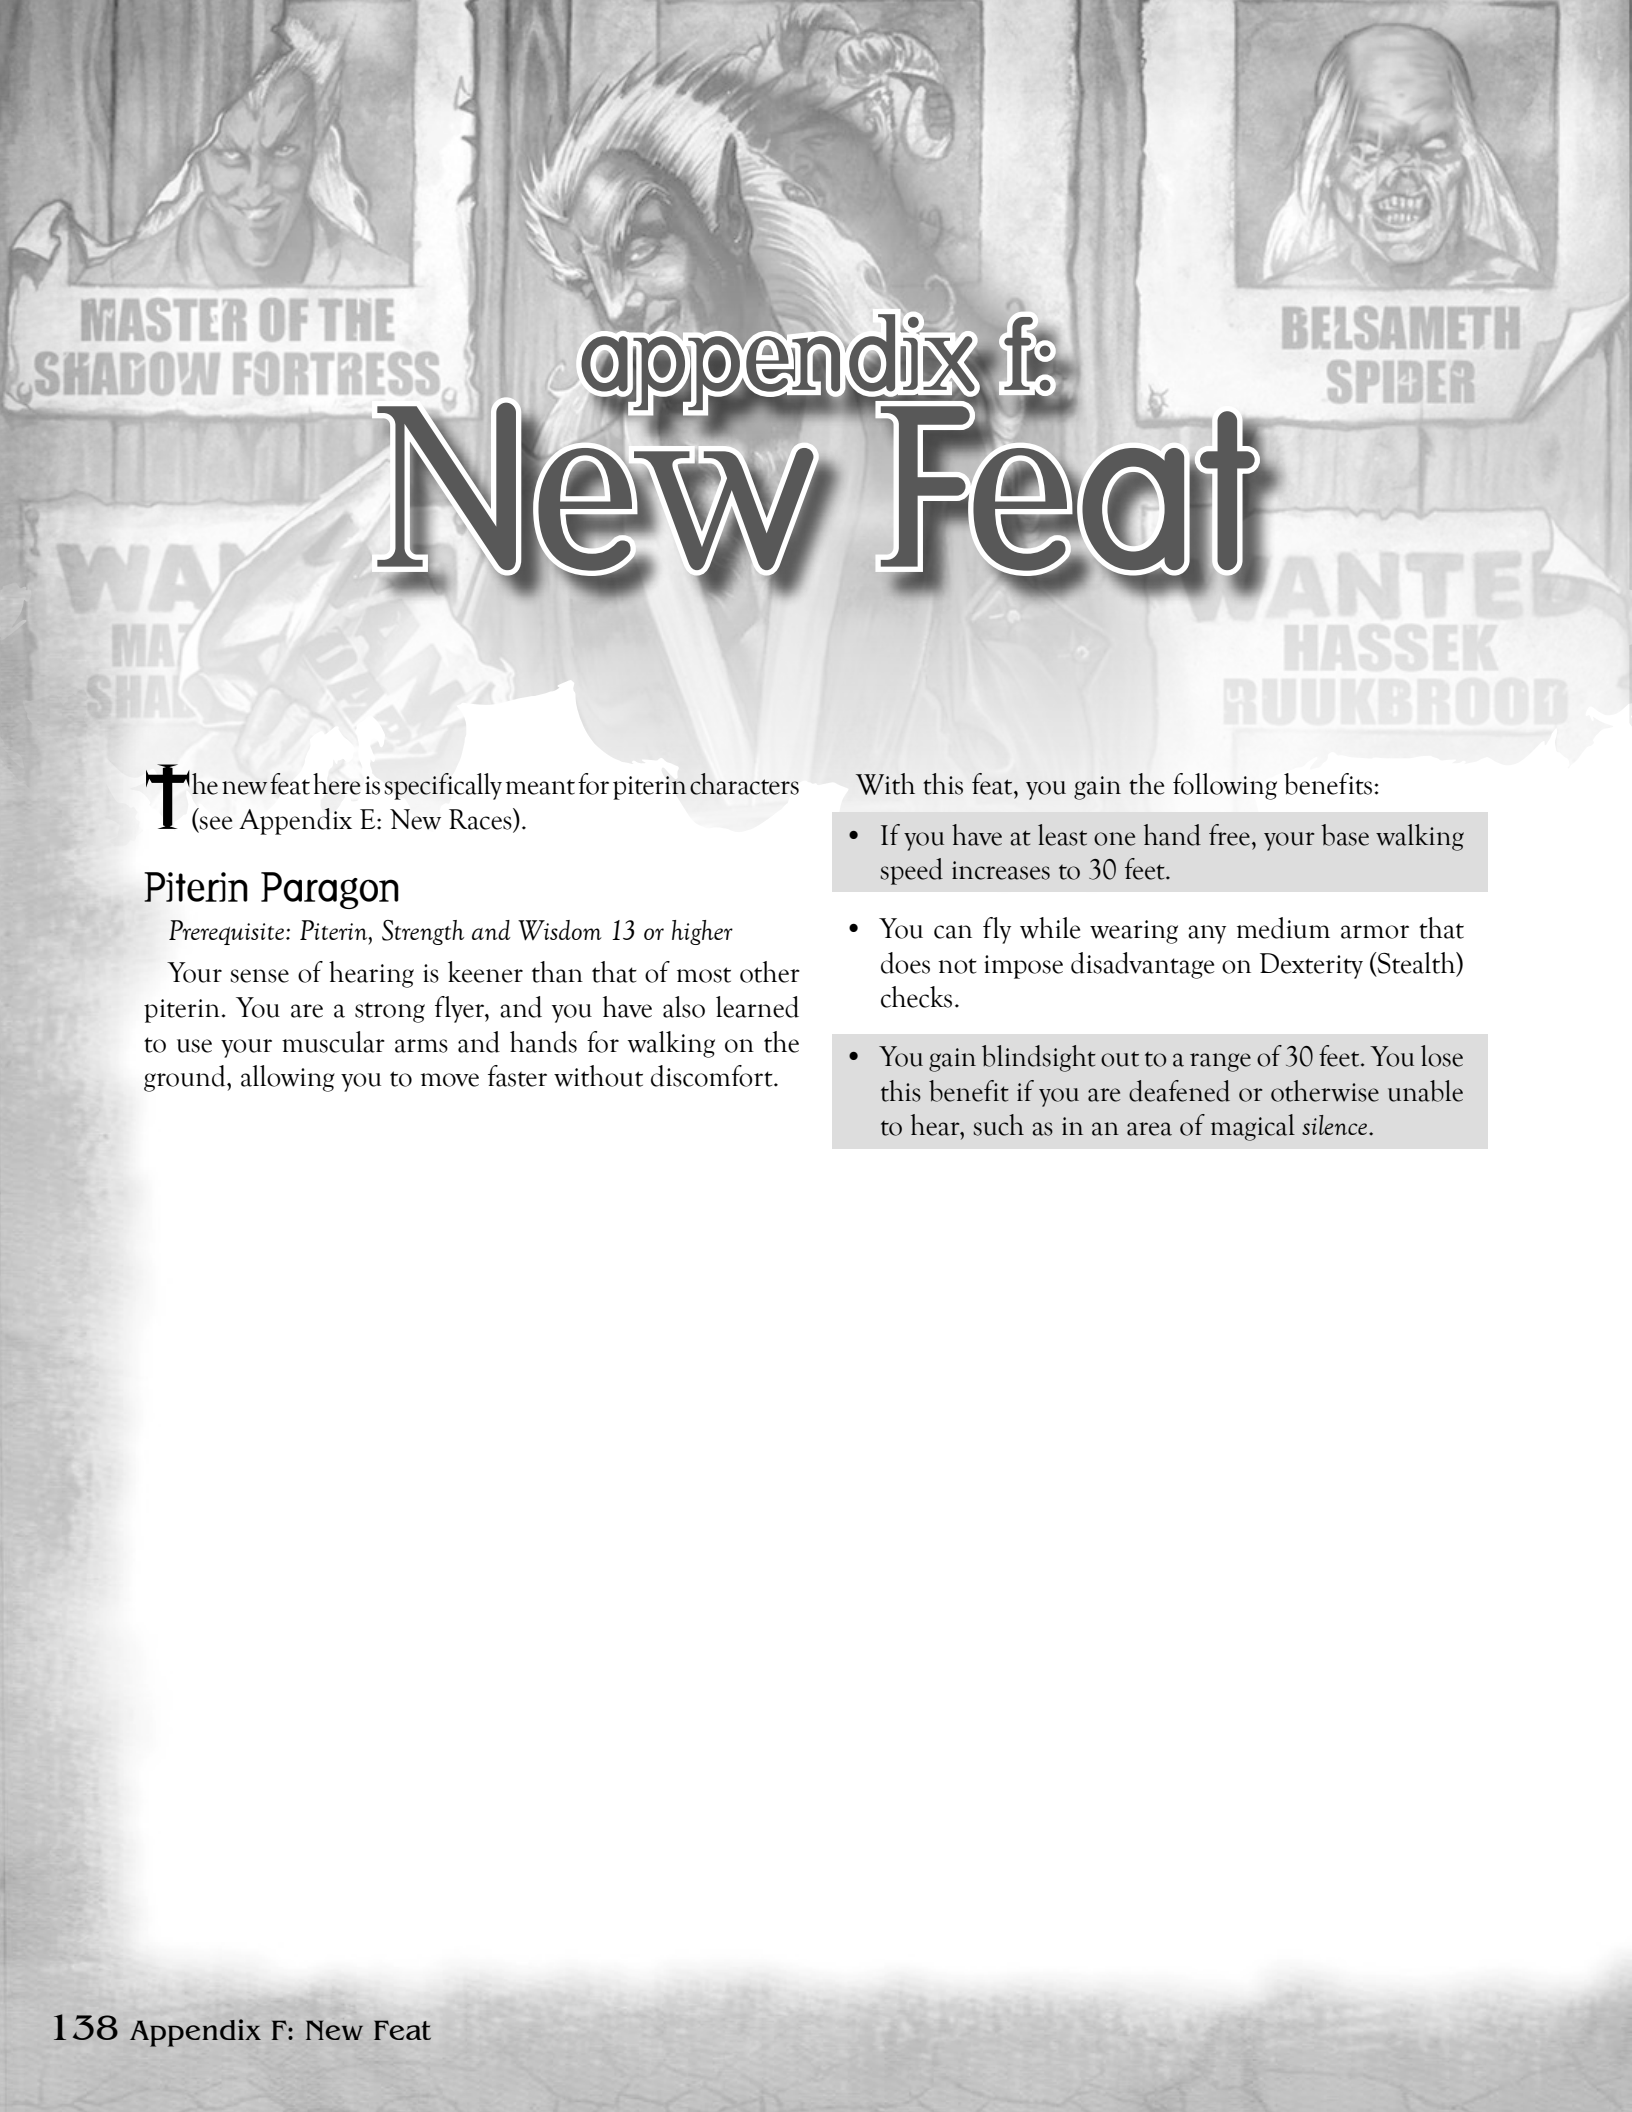 MASTER OF THE
SHADOW FORTRESS
BELSAMETH
SPIDER
appendix f:
New Feat
WANTED
HASSEK
RUUKBROOD
The new feat here is specifically meant for piterin characters
(see Appendix E: New Races).
Piterin Paragon
Prerequisite: Piterin, Strength and Wisdom 13 or higher
Your sense of hearing is keener than that of most other
piterin. You are a strong flyer, and you have also learned
to use your muscular arms and hands for walking on the
ground, allowing you to move faster without discomfort.
With this feat, you gain the following benefits:
• If you have at least one hand free, your base walking
speed increases to 30 feet.
• You can fly while wearing any medium armor that
does not impose disadvantage on Dexterity (Stealth)
checks.
• You gain blindsight out to a range of 30 feet. You lose
this benefit if you are deafened or otherwise unable
to hear, such as in an area of magical silence.
138 Appendix F: New Feat